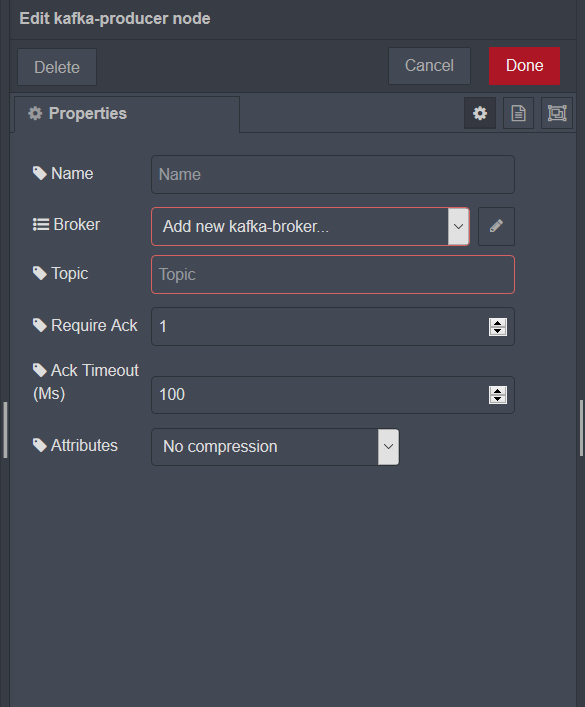 Edit kafka-producer node
Delete
Cancel
Done
Properties
Name
Name
Broker
Add new kafka-broker...
Topic
Topic
Require Ack
1
Ack Timeout
(Ms)
100
Attributes
No compression